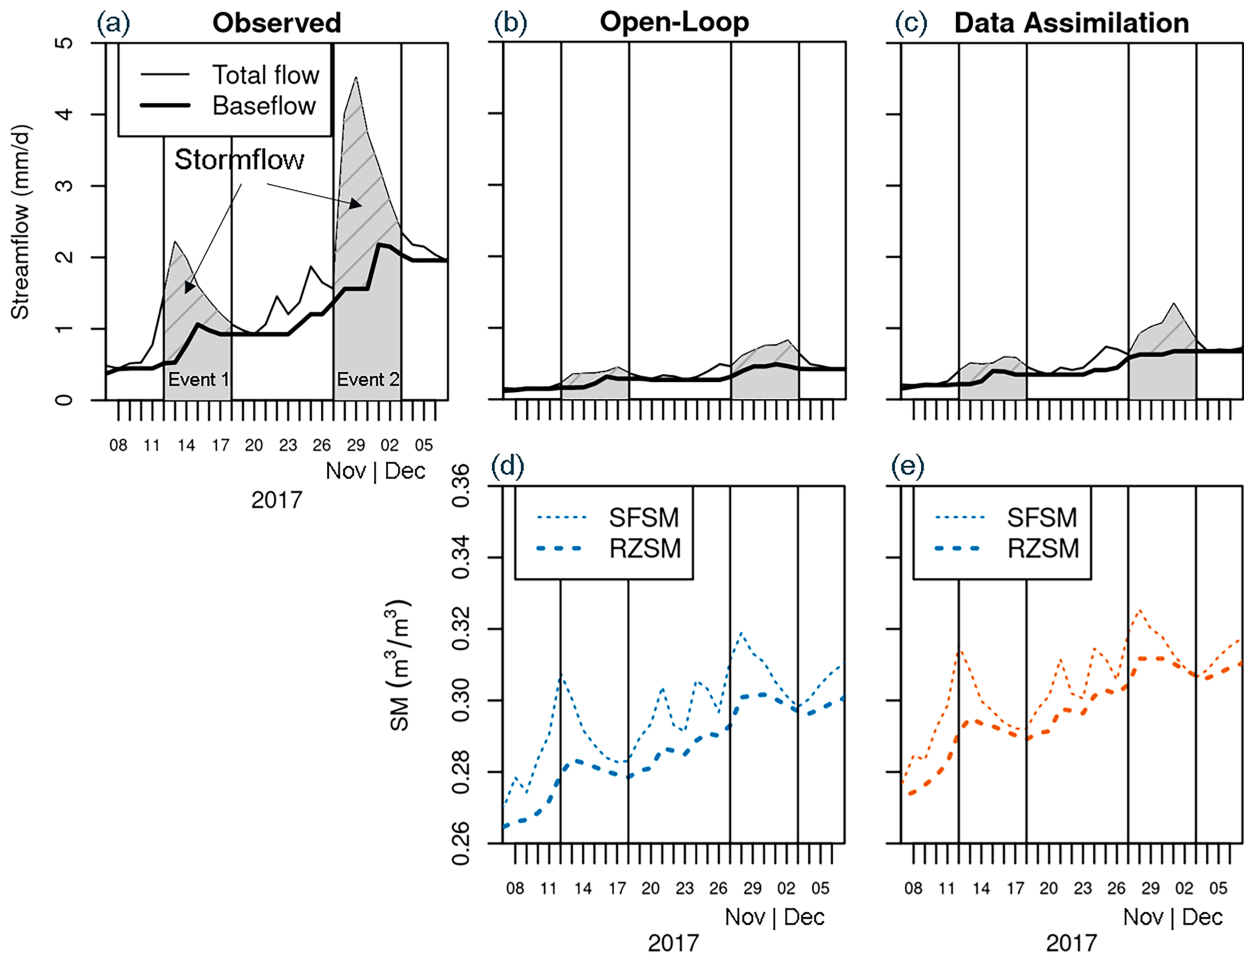 (a) Observed
(b) Open-Loop
(c) Data Assimilation
Streamflow (mm/d)
5
4
3
2
1
0
Total flow
Baseflow
Stormflow
Event 1
Event 2
08 11 14 17 20 23 26 29 02 05
Nov | Dec
2017
(d)
(e)
SM (m³/m³)
0.36
0.34
0.32
0.30
0.28
0.26
SFSM
RZSM
SFSM
RZSM
08 11 14 17 20 23 26 29 02 05
Nov | Dec
2017
08 11 14 17 20 23 26 29 02 05
Nov | Dec
2017